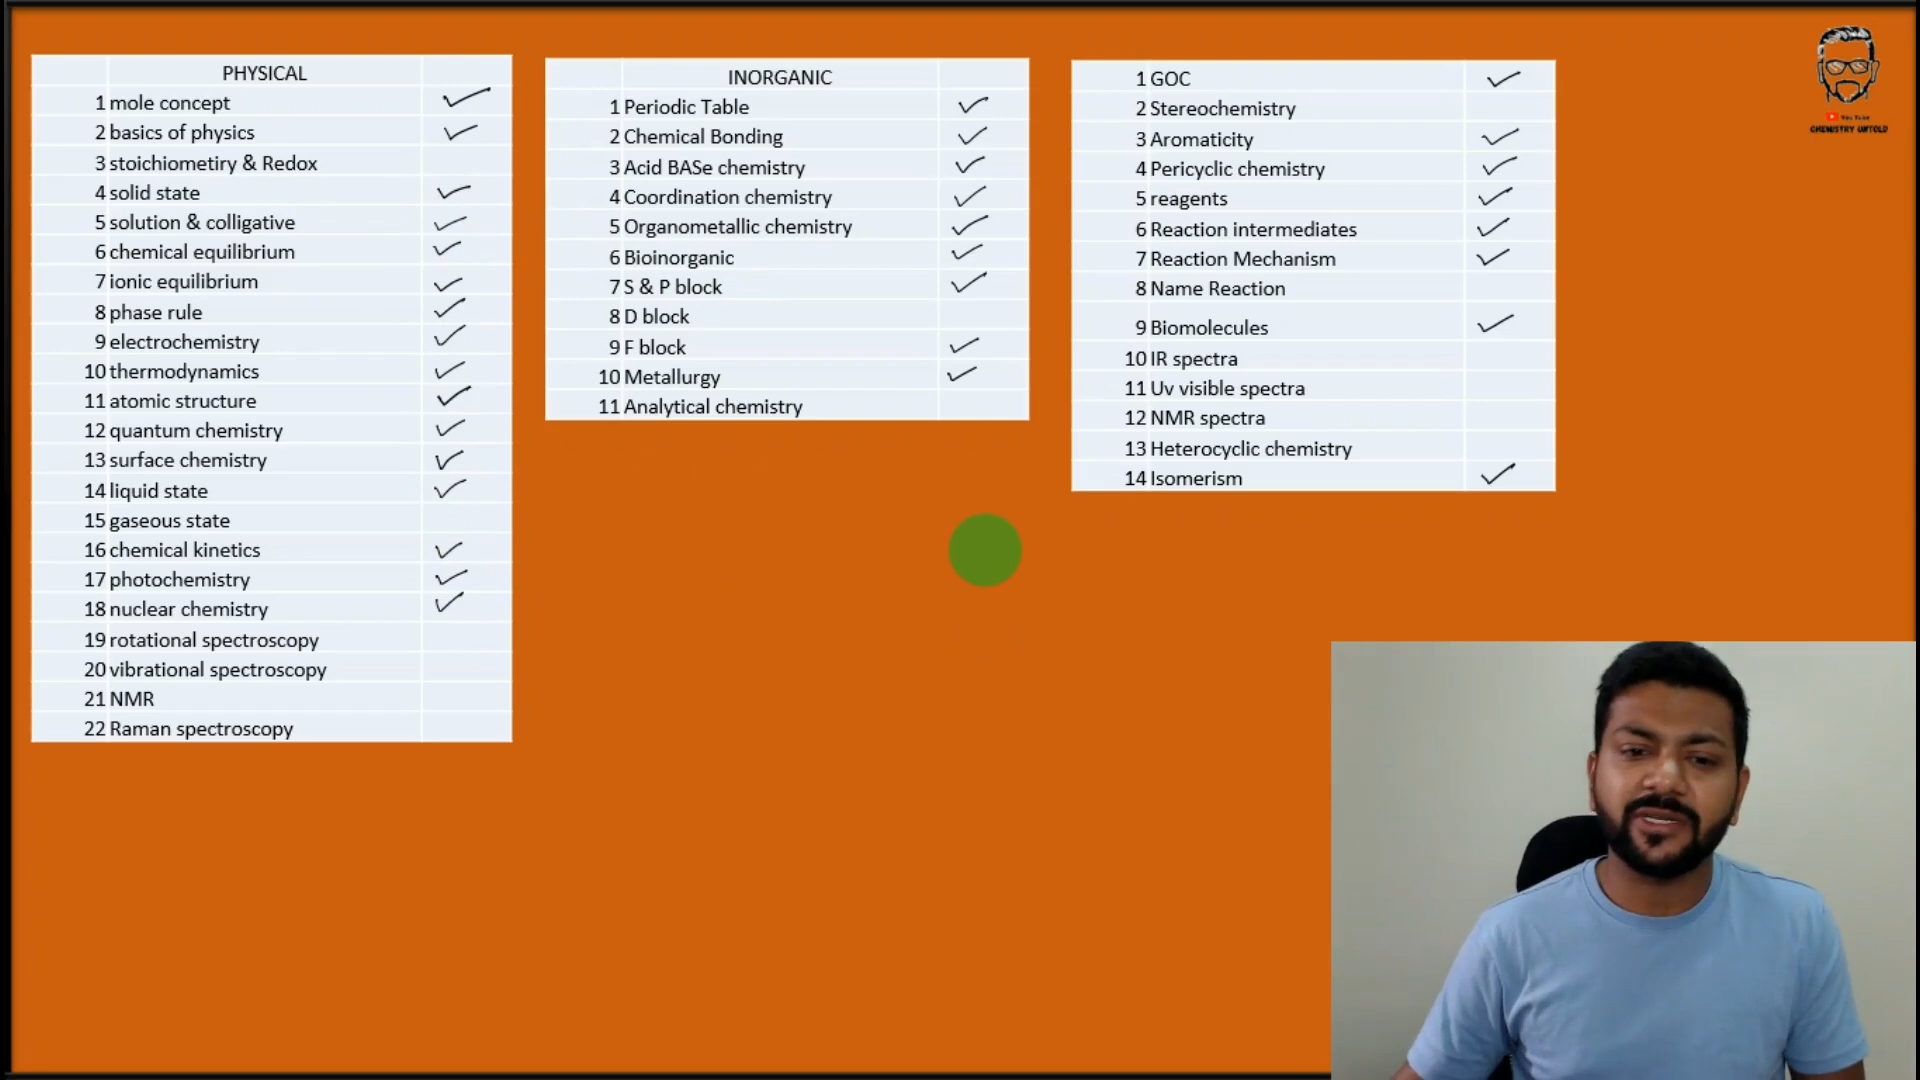 PHYSICAL
1 mole concept ✓
2 basics of physics ✓
3 stoichiometiry & Redox
4 solid state ✓
5 solution & colligative ✓
6 chemical equilibrium ✓
7 ionic equilibrium ✓
8 phase rule ✓
9 electrochemistry ✓
10 thermodynamics ✓
11 atomic structure ✓
12 quantum chemistry ✓
13 surface chemistry ✓
14 liquid state ✓
15 gaseous state
16 chemical kinetics ✓
17 photochemistry ✓
18 nuclear chemistry ✓
19 rotational spectroscopy
20 vibrational spectroscopy
21 NMR
22 Raman spectroscopy
INORGANIC
1 Periodic Table ✓
2 Chemical Bonding ✓
3 Acid BASe chemistry ✓
4 Coordination chemistry ✓
5 Organometallic chemistry ✓
6 Bioinorganic ✓
7 S & P block ✓
8 D block
9 F block ✓
10 Metallurgy ✓
11 Analytical chemistry
1 GOC ✓
2 Stereochemistry
3 Aromaticity ✓
4 Pericyclic chemistry ✓
5 reagents ✓
6 Reaction intermediates ✓
7 Reaction Mechanism ✓
8 Name Reaction
9 Biomolecules ✓
10 IR spectra
11 Uv visible spectra
12 NMR spectra
13 Heterocyclic chemistry
14 Isomerism ✓
You Tube
CHEMISTRY UNTOLD